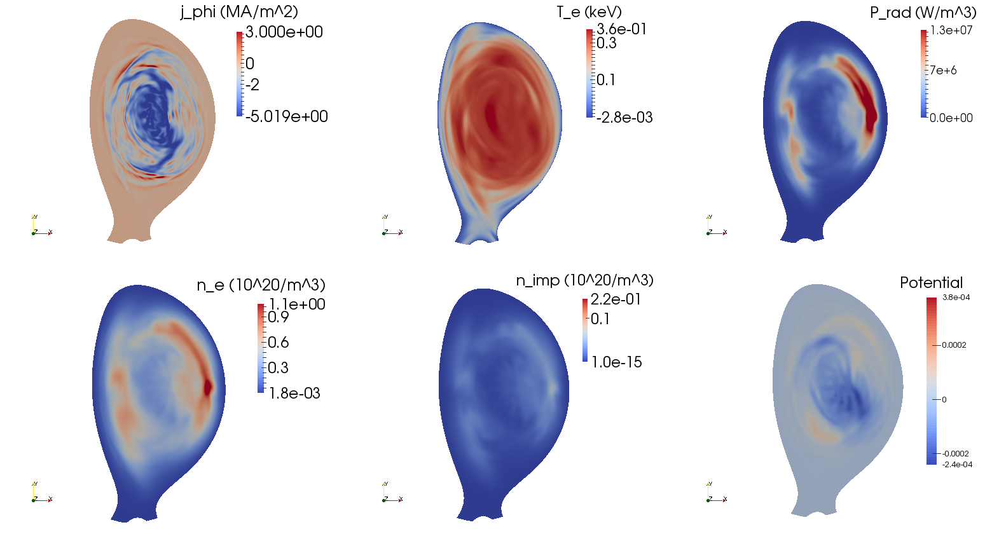 j_phi (MA/m^2)
3.000e+00
0
-2
-5.019e+00
Y
Z
X
T_e (keV)
3.6e-01
0.3
0.1
-2.8e-03
Y
Z
X
P_rad (W/m^3)
1.3e+07
7e+6
0.0e+00
Y
Z
X
n_e (10^20/m^3)
1.1e+00
0.9
0.6
0.3
1.8e-03
Y
Z
X
n_imp (10^20/m^3)
2.2e-01
0.1
1.0e-15
Y
Z
X
Potential
3.8e-04
0.0002
0
-0.0002
-2.4e-04
Y
Z
X